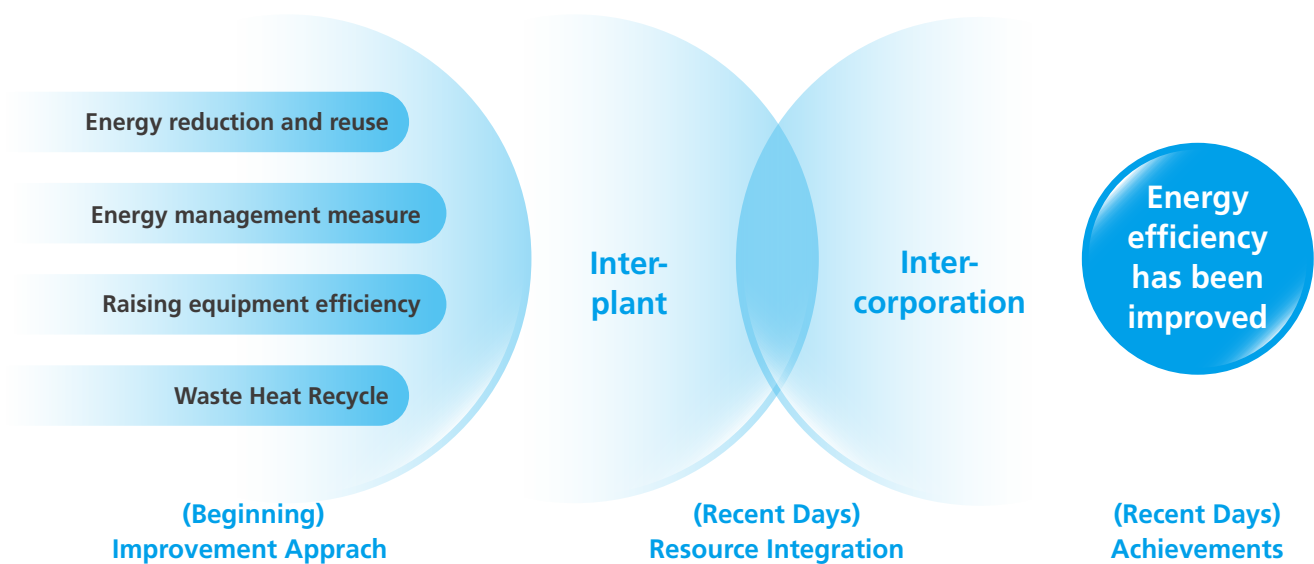 Energy reduction and reuse
Energy management measure
Raising equipment efficiency
Waste Heat Recycle
(Beginning)
Improvement Apprach
Inter-
plant
Inter-
corporation
(Recent Days)
Resource Integration
Energy
efficiency
has been
improved
(Recent Days)
Achievements